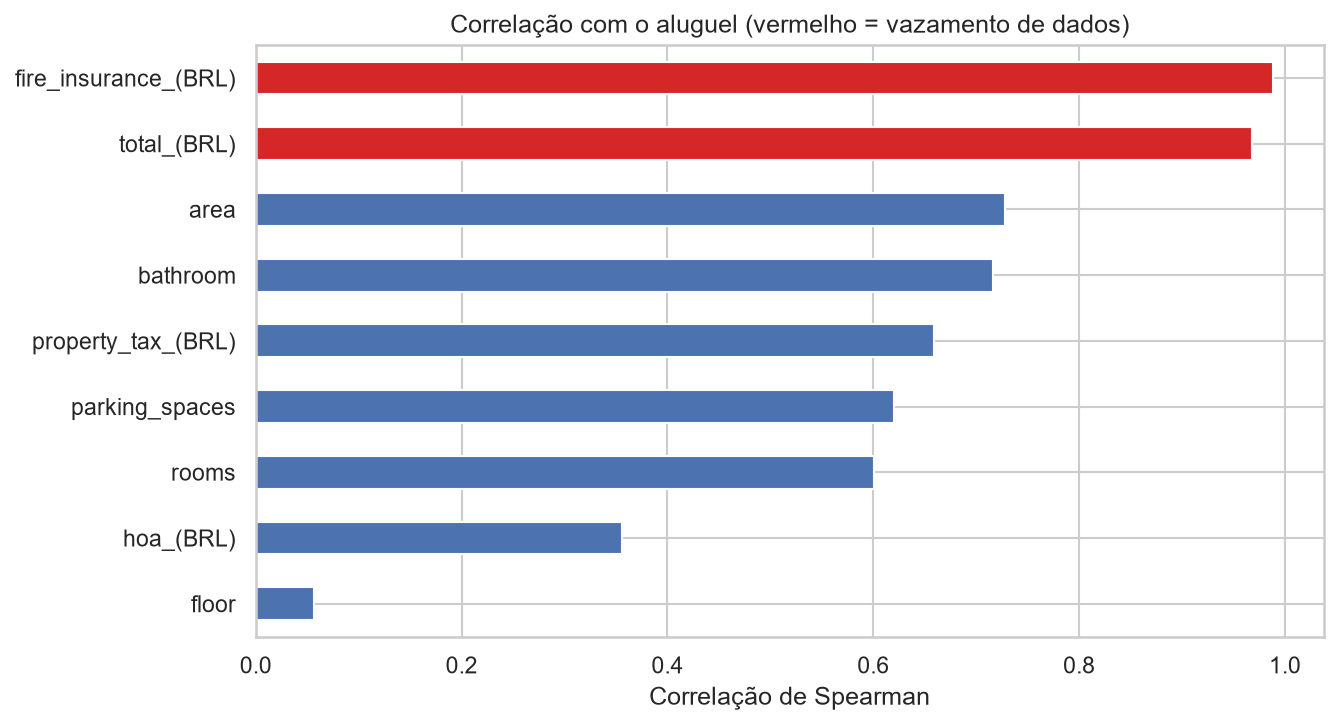 Correlação com o aluguel (vermelho = vazamento de dados)
fire_insurance_(BRL)
total_(BRL)
area
bathroom
property_tax_(BRL)
parking_spaces
rooms
hoa_(BRL)
floor
0.0 0.2 0.4 0.6 0.8 1.0
Correlação de Spearman